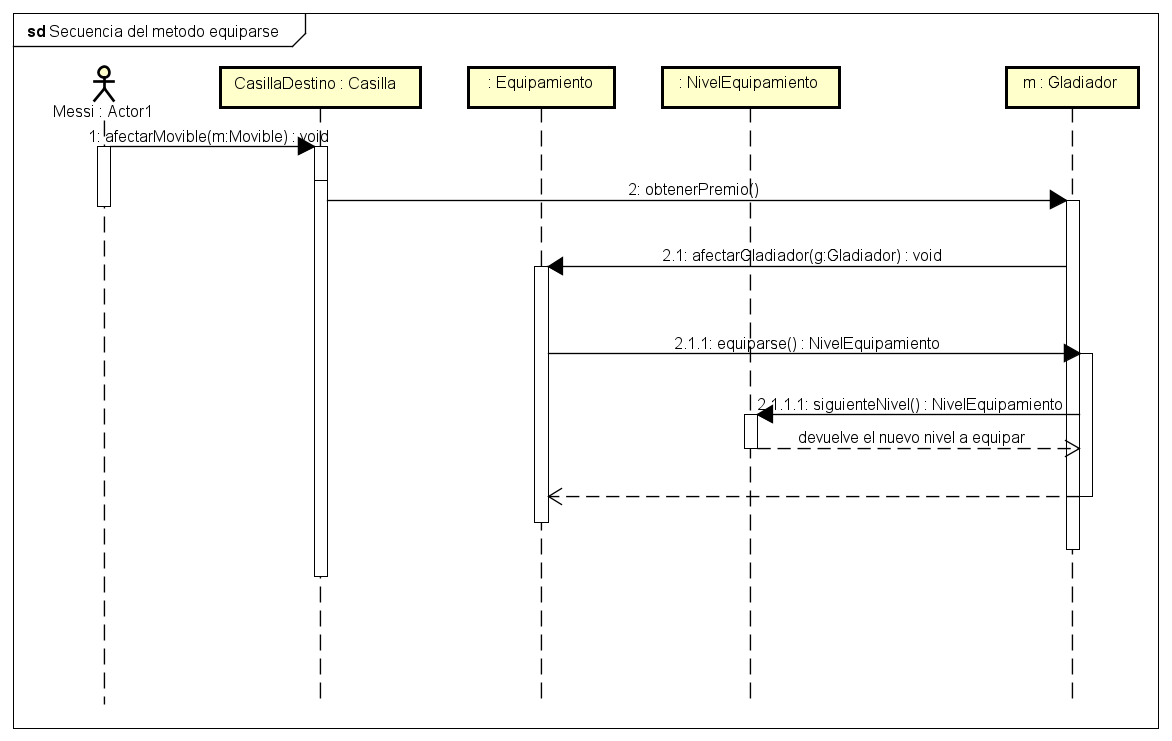 sd Secuencia del metodo equiparse
Messi : Actor1
CasillaDestino : Casilla
: Equipamiento
: NivelEquipamiento
m : Gladiador
1: afectarMovible(m:Movible) : void
2: obtenerPremio()
2.1: afectarGladiador(g:Gladiador) : void
2.1.1: equiparse() : NivelEquipamiento
2.1.1.1: siguienteNivel() : NivelEquipamiento
devuelve el nuevo nivel a equipar